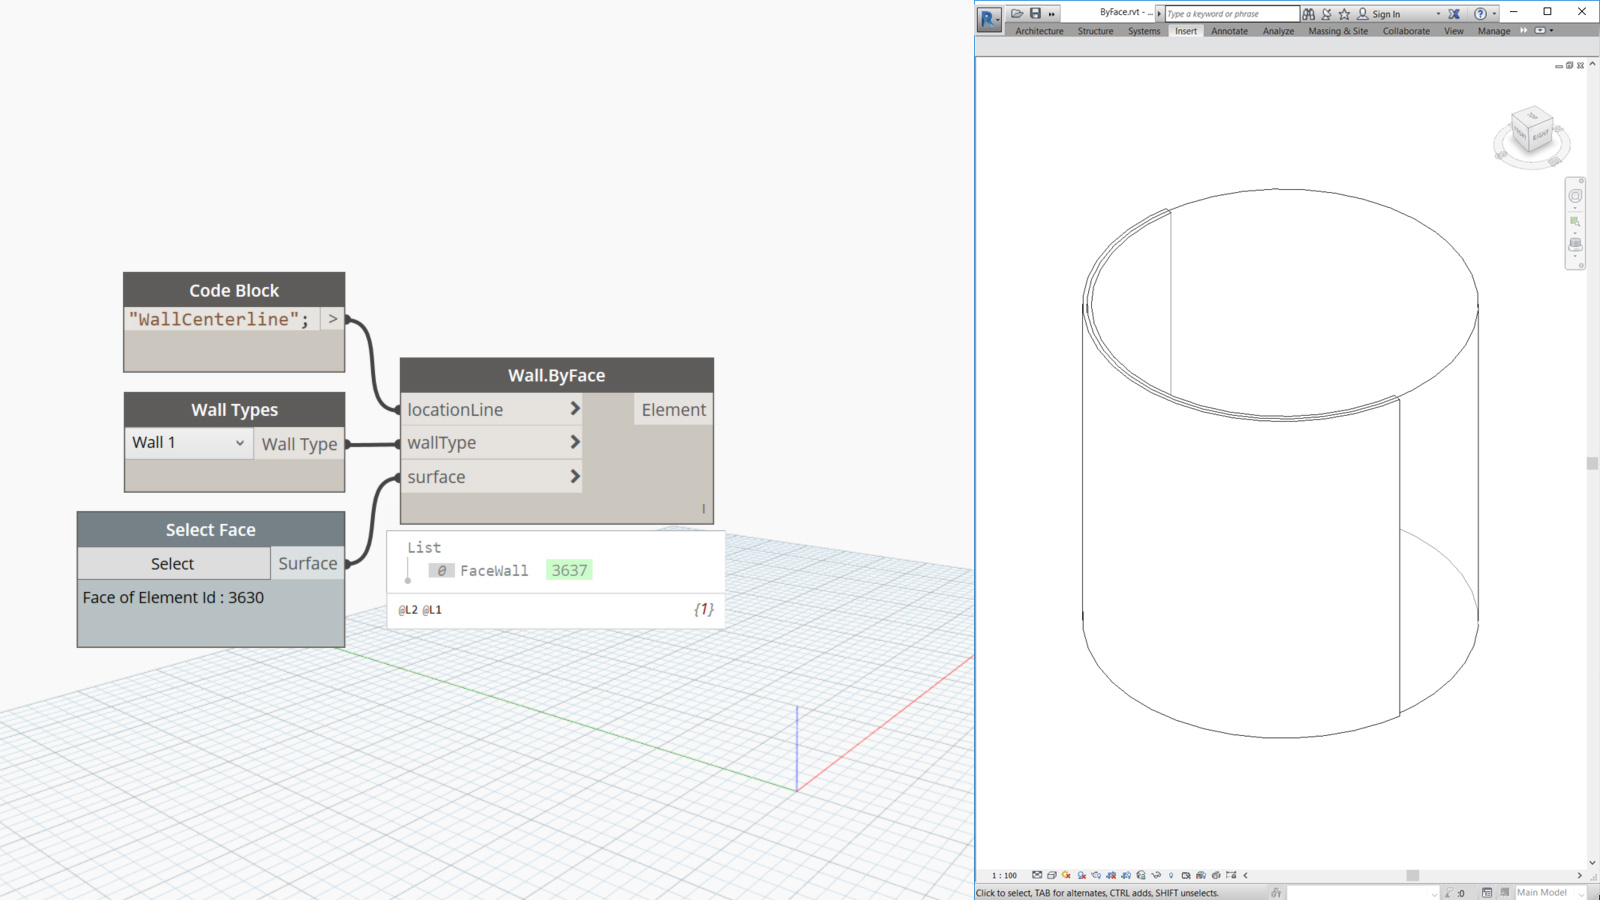 Code Block
"WallCenterline"; >
Wall Types
Wall 1
Wall Type
Select Face
Select
Surface
Face of Element Id : 3630
Wall.ByFace
locationLine
Element
wallType
surface
List
0 FaceWall 3637
@L2 @L1
{1}
ByFace.rvt - ...
Type a keyword or phrase
Sign In
Architecture Structure Systems Insert Annotate Analyze Massing & Site Collaborate View Manage
RIGHT
1 : 100
Click to select, TAB for alternates, CTRL adds, SHIFT unselects.
:0
Main Model